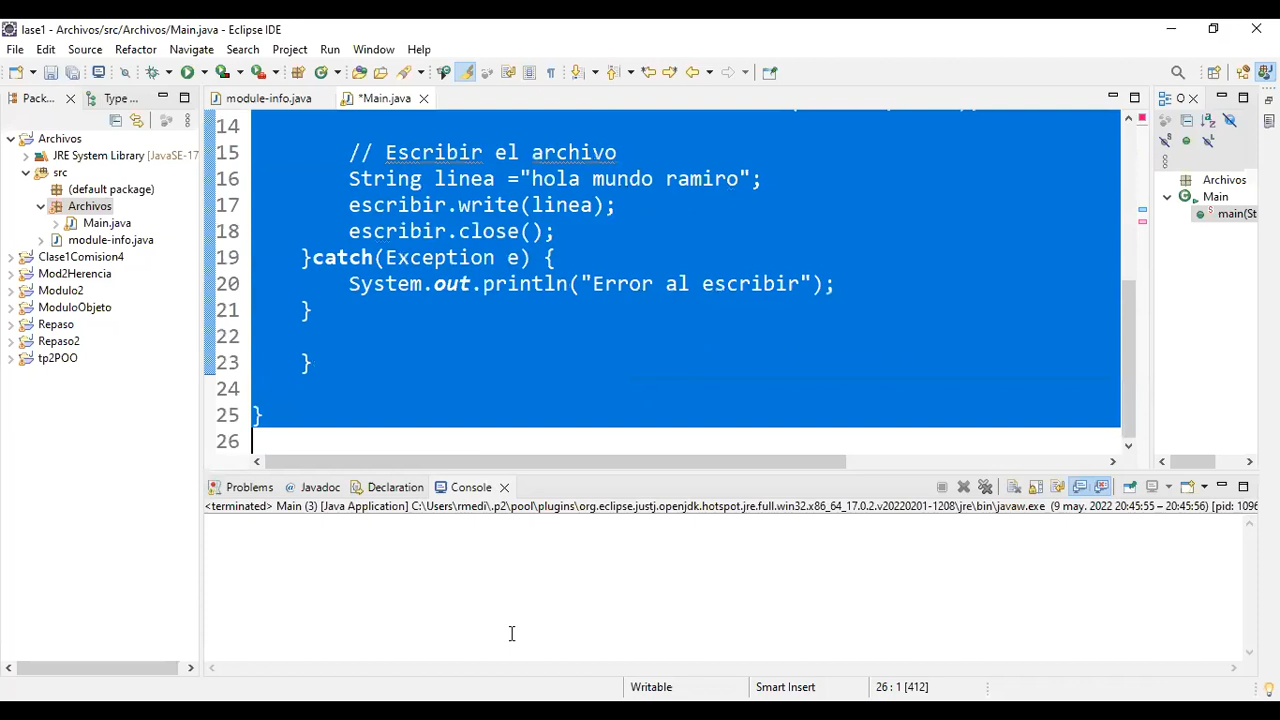 lase1 - Archivos/src/Archivos/Main.java - Eclipse IDE
File Edit Source Refactor Navigate Search Project Run Window Help
Pack... Type ... module-info.java *Main.java O
Archivos
JRE System Library [JavaSE-17
src
(default package)
Archivos
Main.java
module-info.java
Clase1Comision4
Mod2Herencia
Modulo2
ModuloObjeto
Repaso
Repaso2
tp2POO
14
15 // Escribir el archivo
16 String linea ="hola mundo ramiro";
17 escribir.write(linea);
18 escribir.close();
19 }catch(Exception e) {
20 System.out.println("Error al escribir");
21 }
22
23 }
24
25 }
26
Archivos
Main
main(St
Problems Javadoc Declaration Console
<terminated> Main (3) [Java Application] C:\Users\rmedi\.p2\pool\plugins\org.eclipse.justj.openjdk.hotspot.jre.full.win32.x86_64_17.0.2.v20220201-1208\jre\bin\javaw.exe (9 may. 2022 20:45:55 – 20:45:56) [pid: 1096
Writable Smart Insert 26 : 1 [412]